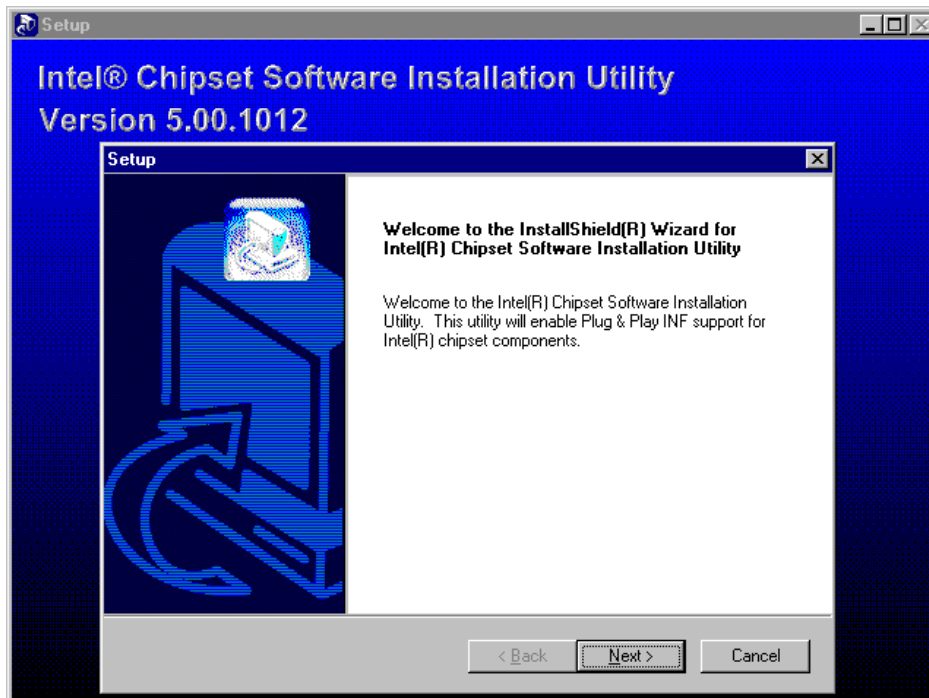 Setup
Intel® Chipset Software Installation Utility
Version 5.00.1012
Setup
Welcome to the InstallShield(R) Wizard for
Intel(R) Chipset Software Installation Utility
Welcome to the Intel(R) Chipset Software Installation
Utility. This utility will enable Plug & Play INF support for
Intel(R) chipset components.
< Back
Next >
Cancel